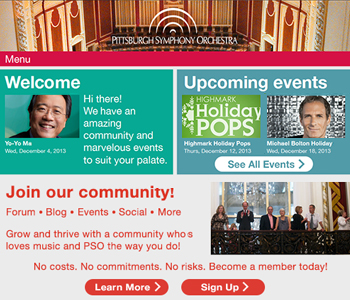 PITTSBURGH SYMPHONY ORCHESTRA
Menu
Welcome
Hi there!
We have an
amazing
community and
marvelous events
to suit your palate.
Yo-Yo Ma
Wed, December 4, 2013
Upcoming events
HIGHMARK
Holiday
POPS
Highmark Holiday Pops
Thurs, December 12, 2013
Michael Bolton Holiday
Wed, December 18, 2013
See All Events
Join our community!
Forum • Blog • Events • Social • More
Grow and thrive with a community who s
loves music and PSO the way you do!
No costs. No commitments. No risks. Become a member today!
Learn More
Sign Up